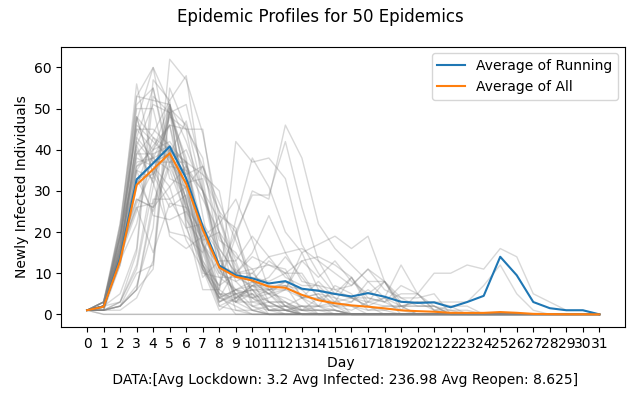 Epidemic Profiles for 50 Epidemics
Average of Running
Average of All
Newly Infected Individuals
60
50
40
30
20
10
0
0 1 2 3 4 5 6 7 8 9 10 11 12 13 14 15 16 17 18 19 20 21 22 23 24 25 26 27 28 29 30 31
Day
DATA:[Avg Lockdown: 3.2 Avg Infected: 236.98 Avg Reopen: 8.625]